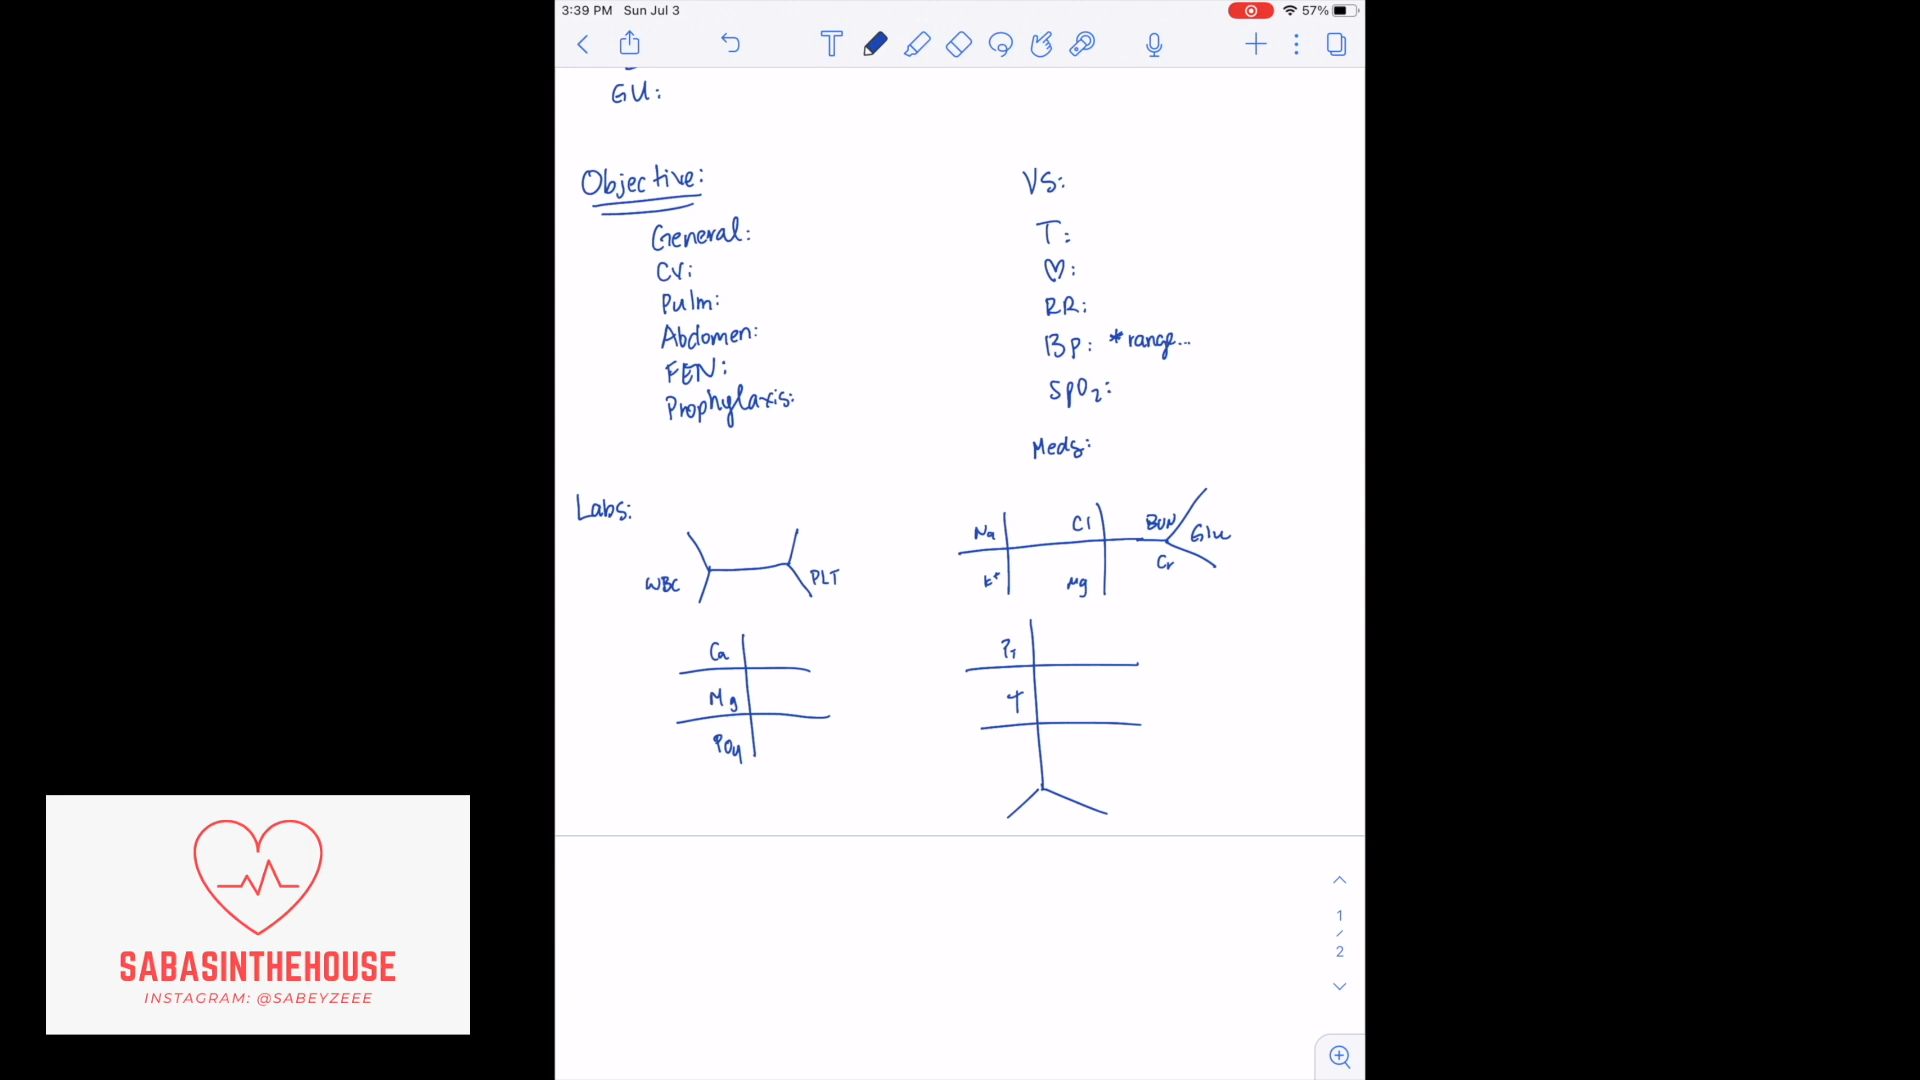 3:39 PM Sun Jul 3
57%
GU:
Objective:
General:
CV:
Pulm:
Abdomen:
FEN:
Prophylaxis:
VS:
T:
♡:
RR:
BP: *range...
SpO2:
Meds:
Labs:
WBC
PLT
Na
Cl
BUN
Glu
K+
Mg
Cr
Ca
Mg
PO4
PT
T
1
/
2
SABASINTHEHOUSE
INSTAGRAM: @SABEYZEEE